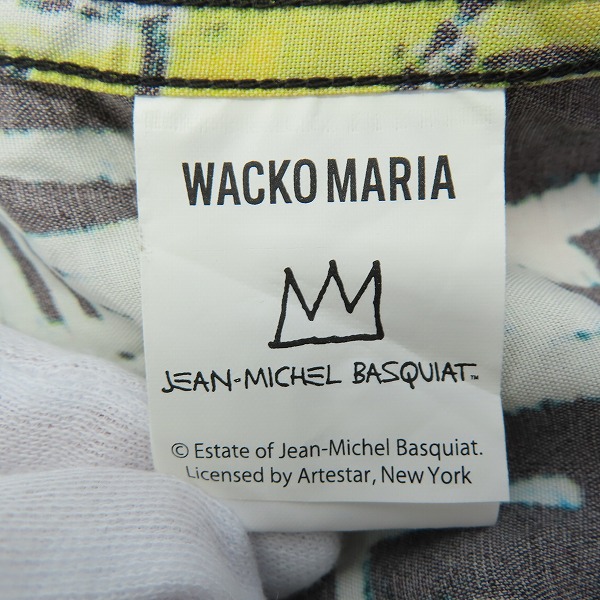 WACKO MARIA
JEAN-MICHEL BASQUIAT™
© Estate of Jean-Michel Basquiat.
Licensed by Artestar, New York